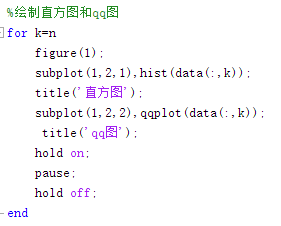 %绘制直方图和qq图
for k=n
figure(1);
subplot(1,2,1),hist(data(:,k));
title('直方图');
subplot(1,2,2),qqplot(data(:,k));
title('qq图');
hold on;
pause;
hold off;
end